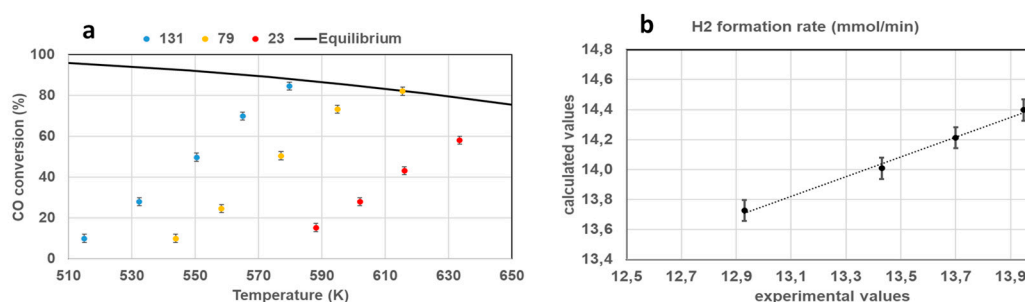 a
131 79 23 Equilibrium
100
80
60
40
20
0
CO conversion (%)
510 530 550 570 590 610 630 650
Temperature (K)
b
H2 formation rate (mmol/min)
14,8
14,6
14,4
14,2
14,0
13,8
13,6
13,4
calculated values
12,5 12,7 12,9 13,1 13,3 13,5 13,7 13,9
experimental values